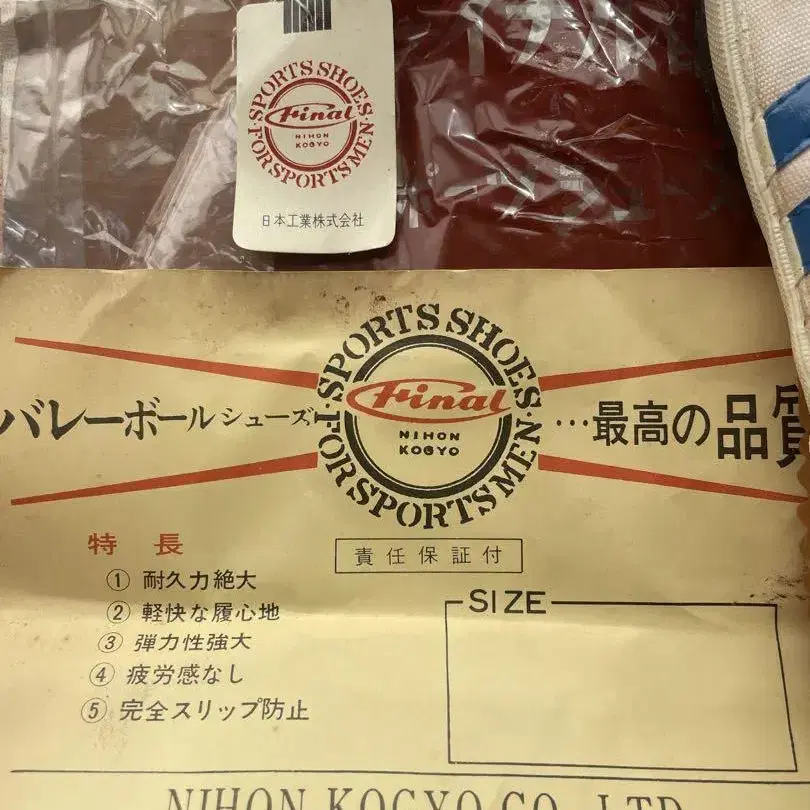 SPORTS SHOES
Final
NIHON
KOGYO
FOR SPORTSMEN
日本工業株式会社
SPORTS SHOES
バレーボールシューズ
Final
NIHON
KOGYO
…最高の品質
FOR SPORTSMEN
特長
責任保証付
① 耐久力絶大
② 軽快な履心地
③ 弾力性強大
④ 疲労感なし
⑤ 完全スリップ防止
SIZE
NIHON KOGYO CO., LTD